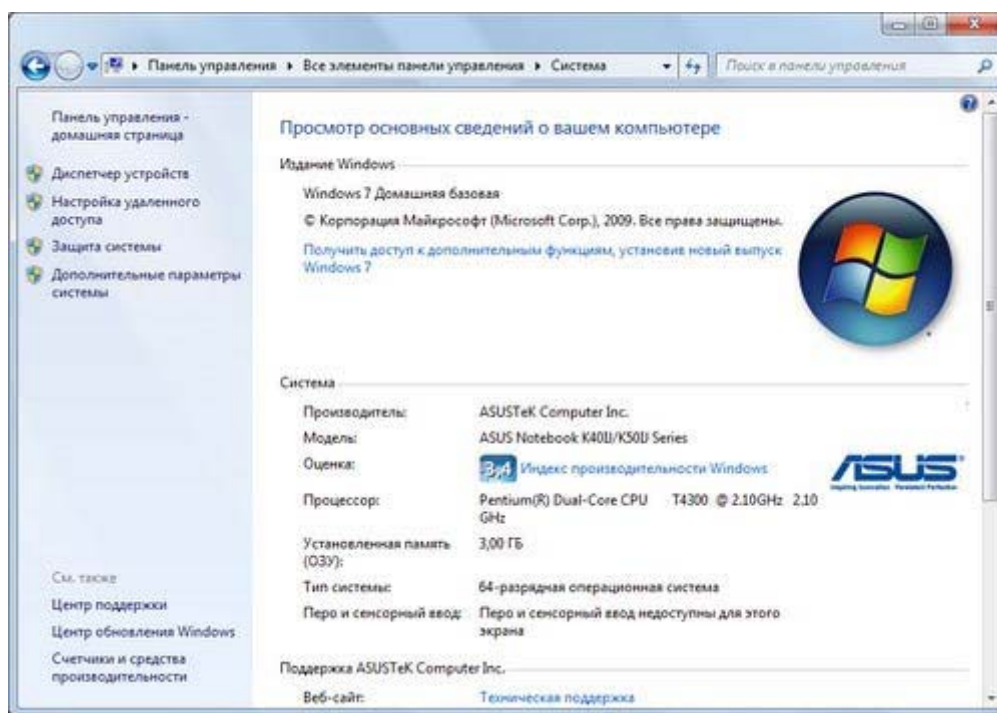 Панель управления ▸ Все элементы панели управления ▸ Система
Поиск в панели управления
Панель управления -
домашняя страница
Диспетчер устройств
Настройка удаленного
доступа
Защита системы
Дополнительные параметры
системы
См. также
Центр поддержки
Центр обновления Windows
Счетчики и средства
производительности
Просмотр основных сведений о вашем компьютере
Издание Windows
Windows 7 Домашняя базовая
© Корпорация Майкрософт (Microsoft Corp.), 2009. Все права защищены.
Получить доступ к дополнительным функциям, установив новый выпуск
Windows 7
Система
Производитель: ASUSTeK Computer Inc.
Модель: ASUS Notebook K40IJ/K50IJ Series
Оценка: 3,4 Индекс производительности Windows
ASUS
Inspiring Innovation Persistent Perfection
Процессор: Pentium(R) Dual-Core CPU T4300 @ 2.10GHz 2.10
GHz
Установленная память
(ОЗУ):
3,00 ГБ
Тип системы: 64-разрядная операционная система
Перо и сенсорный ввод: Перо и сенсорный ввод недоступны для этого
экрана
Поддержка ASUSTeK Computer Inc.
Веб-сайт: Техническая поддержка